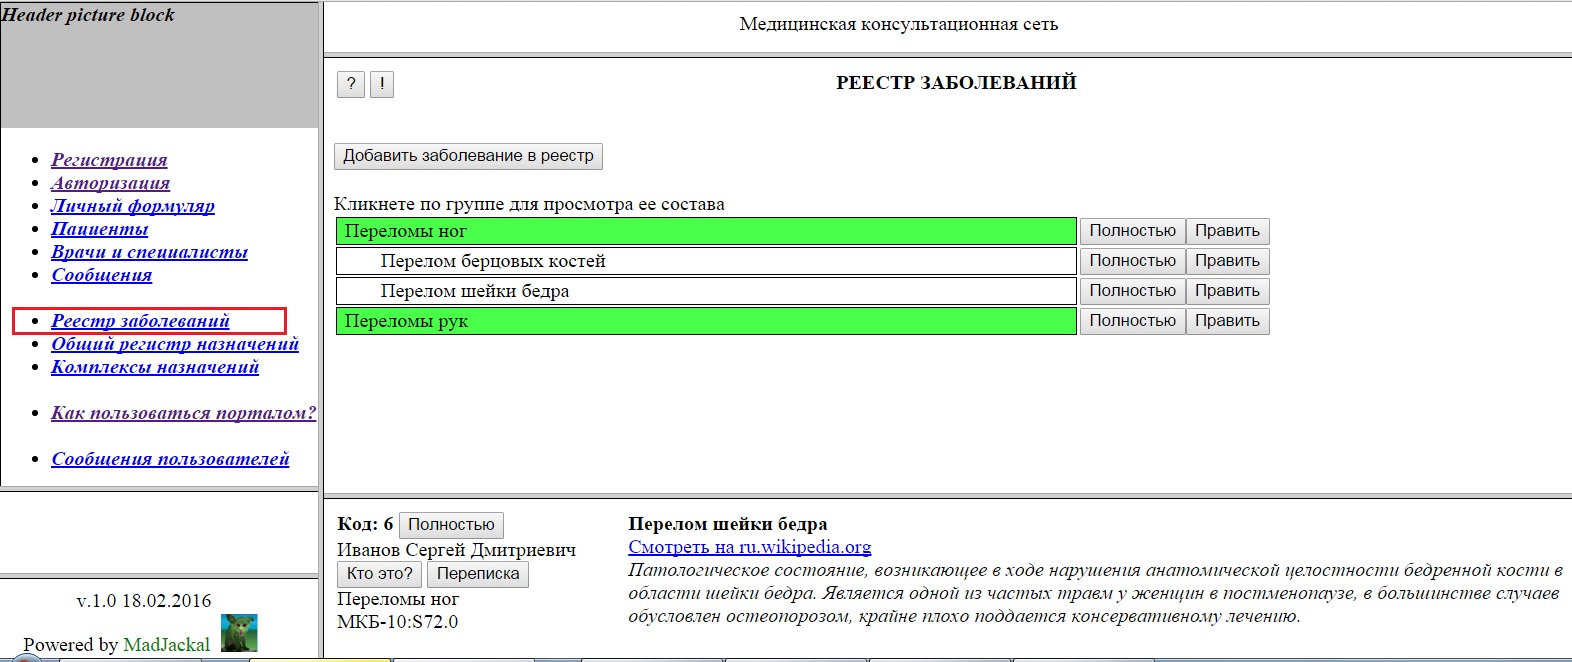 Header picture block
Регистрация
Авторизация
Личный формуляр
Пациенты
Врачи и специалисты
Сообщения
Реестр заболеваний
Общий регистр назначений
Комплексы назначений
Как пользоваться порталом?
Сообщения пользователей
v.1.0 18.02.2016
Powered by MadJackal
Медицинская консультационная сеть
? ! РЕЕСТР ЗАБОЛЕВАНИЙ
Добавить заболевание в реестр
Кликнете по группе для просмотра ее состава
Переломы ног Полностью Править
Перелом берцовых костей Полностью Править
Перелом шейки бедра Полностью Править
Переломы рук Полностью Править
Код: 6 Полностью
Иванов Сергей Дмитриевич
Кто это? Переписка
Переломы ног
МКБ-10:S72.0
Перелом шейки бедра
Смотреть на ru.wikipedia.org
Патологическое состояние, возникающее в ходе нарушения анатомической целостности бедренной кости в
области шейки бедра. Является одной из частых травм у женщин в постменопаузе, в большинстве случаев
обусловлен остеопорозом, крайне плохо поддается консервативному лечению.